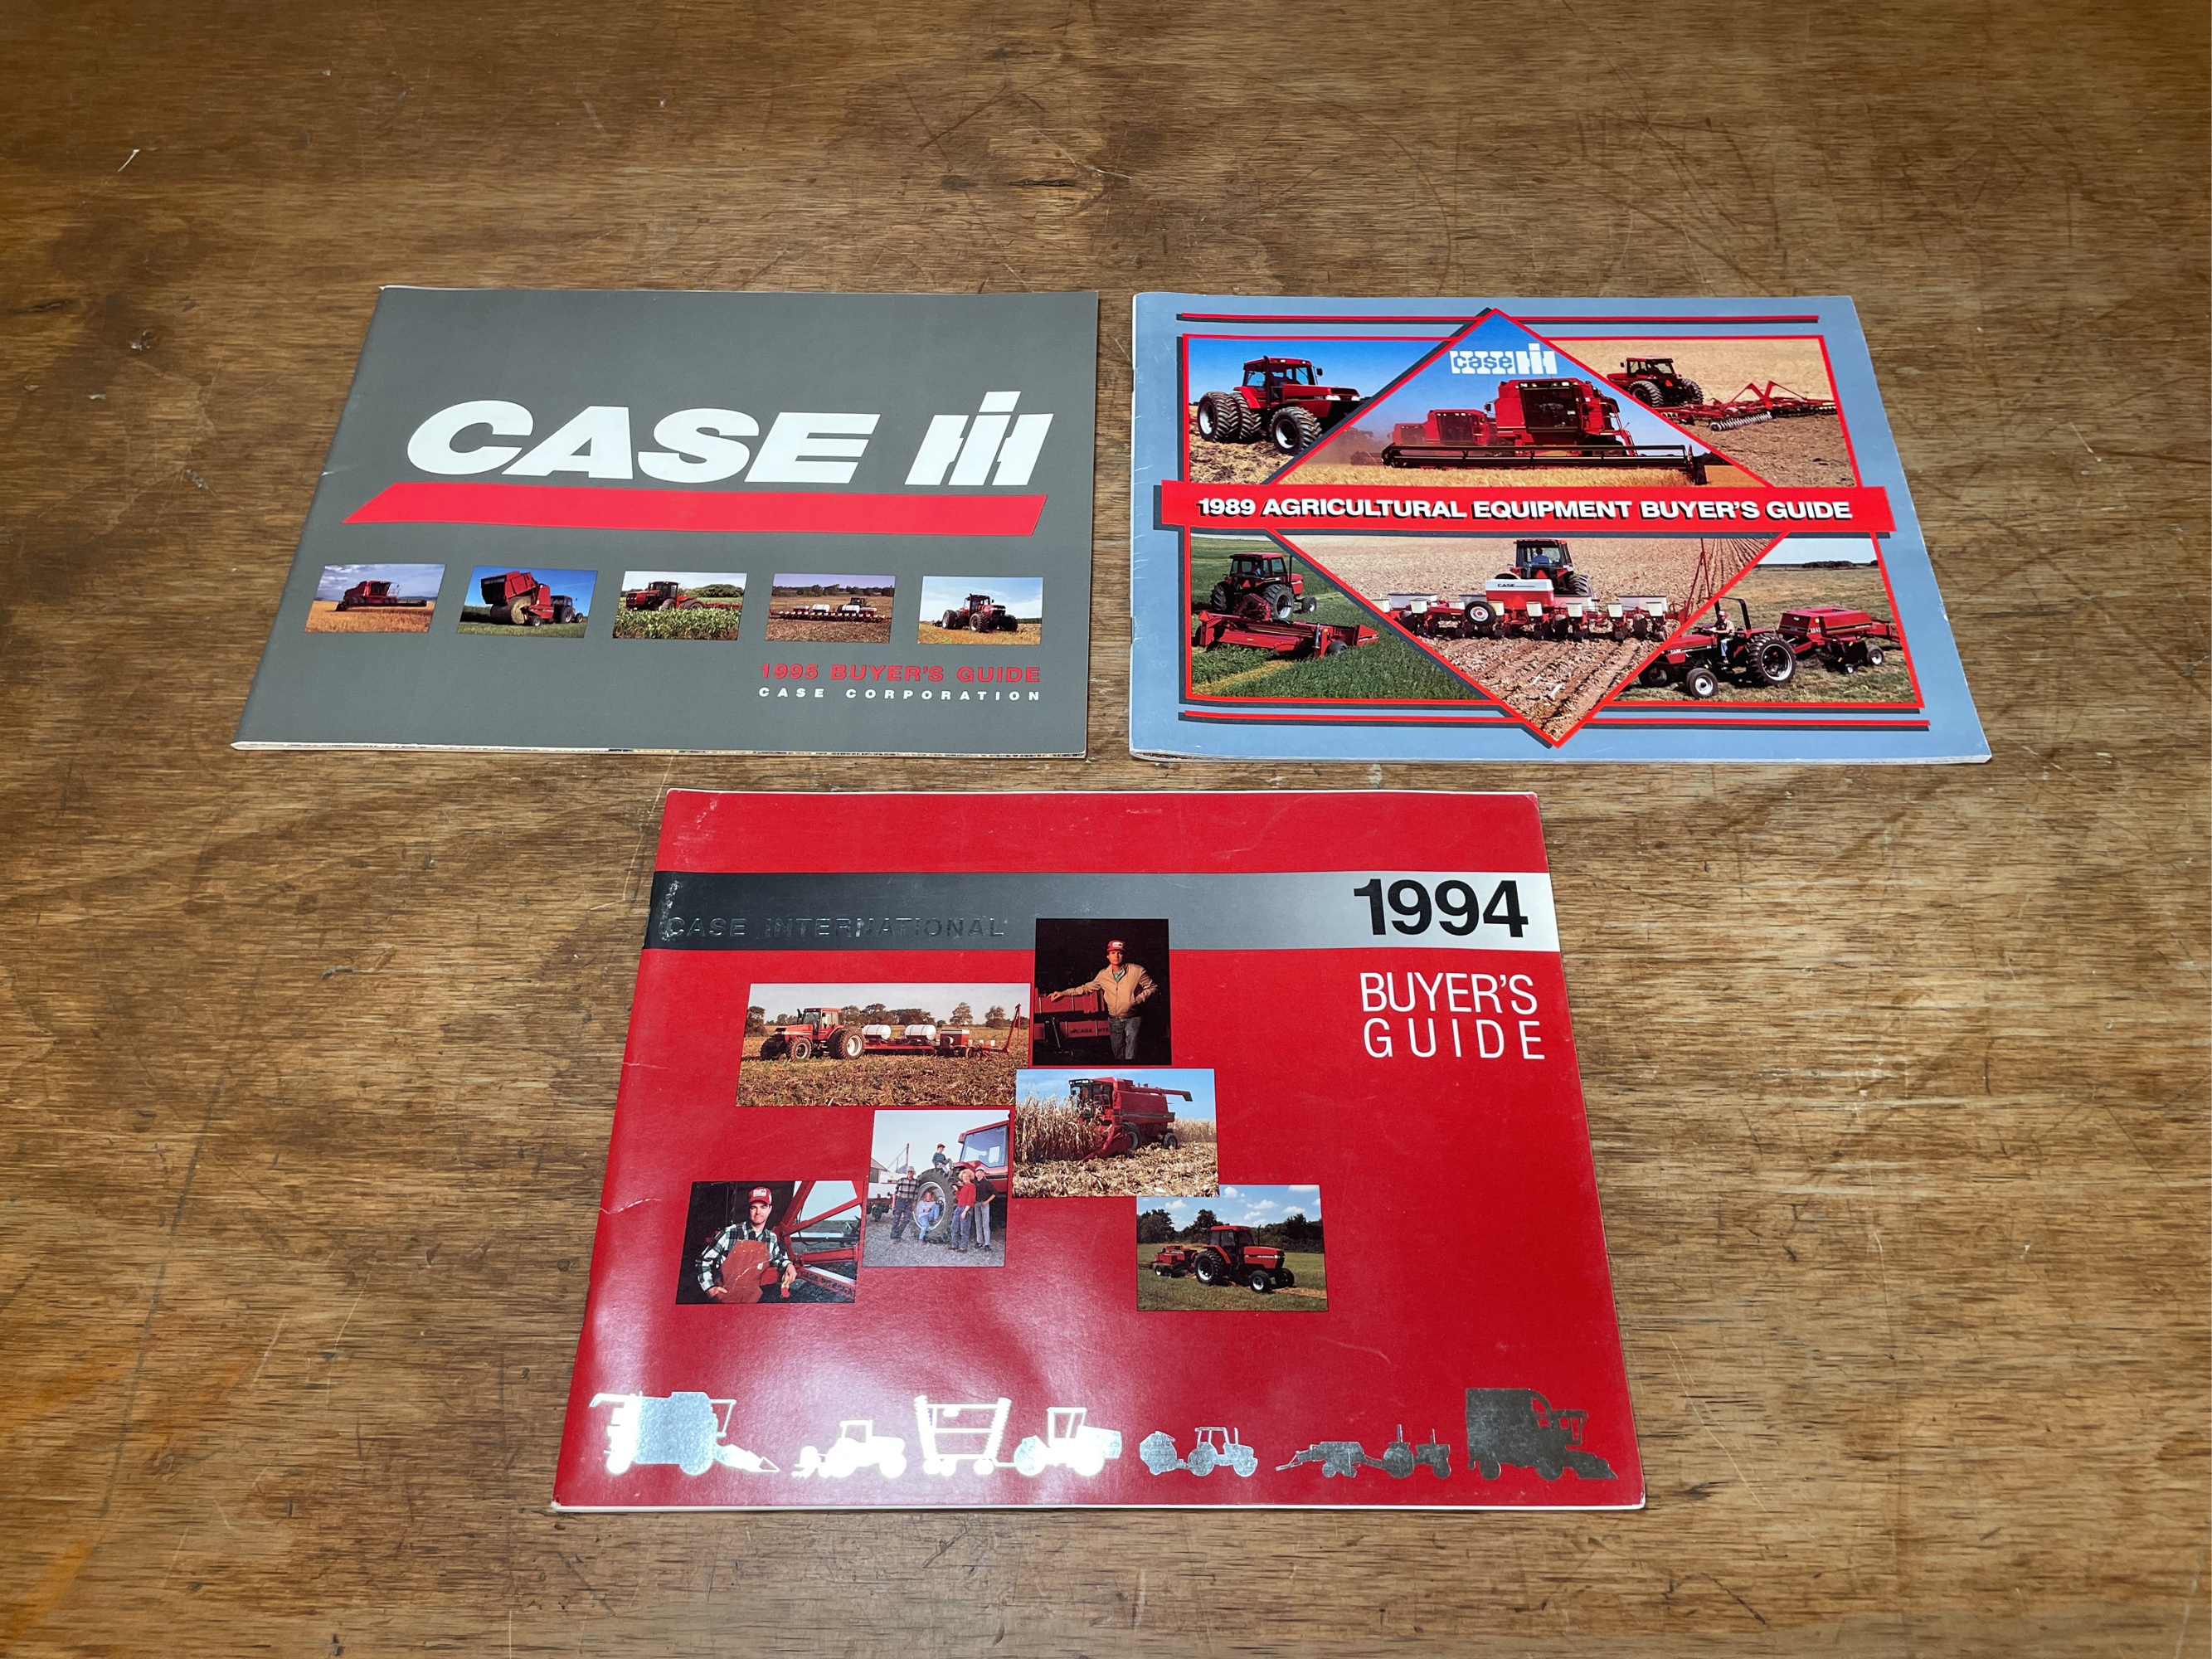 CASE IH
1995 BUYER'S GUIDE
CASE CORPORATION
case IH
1989 AGRICULTURAL EQUIPMENT BUYER'S GUIDE
CASE
CASE INTERNATIONAL
1994
BUYER'S
GUIDE